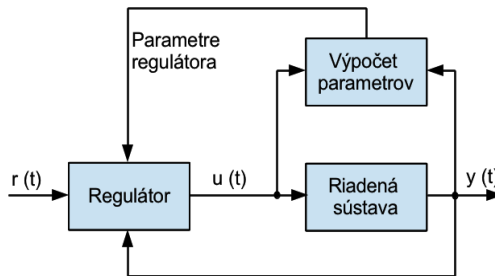 Parametre
regulátora
Výpočet
parametrov
r (t)
Regulátor
u (t)
Riadená
sústava
y (t)